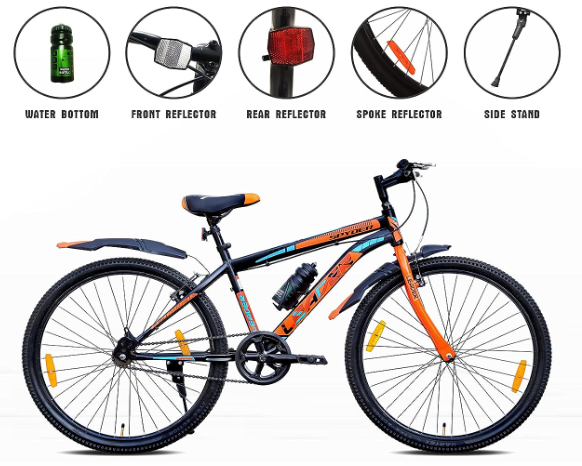 WATER BOTTOM
FRONT REFLECTOR
REAR REFLECTOR
SPOKE REFLECTOR
SIDE STAND